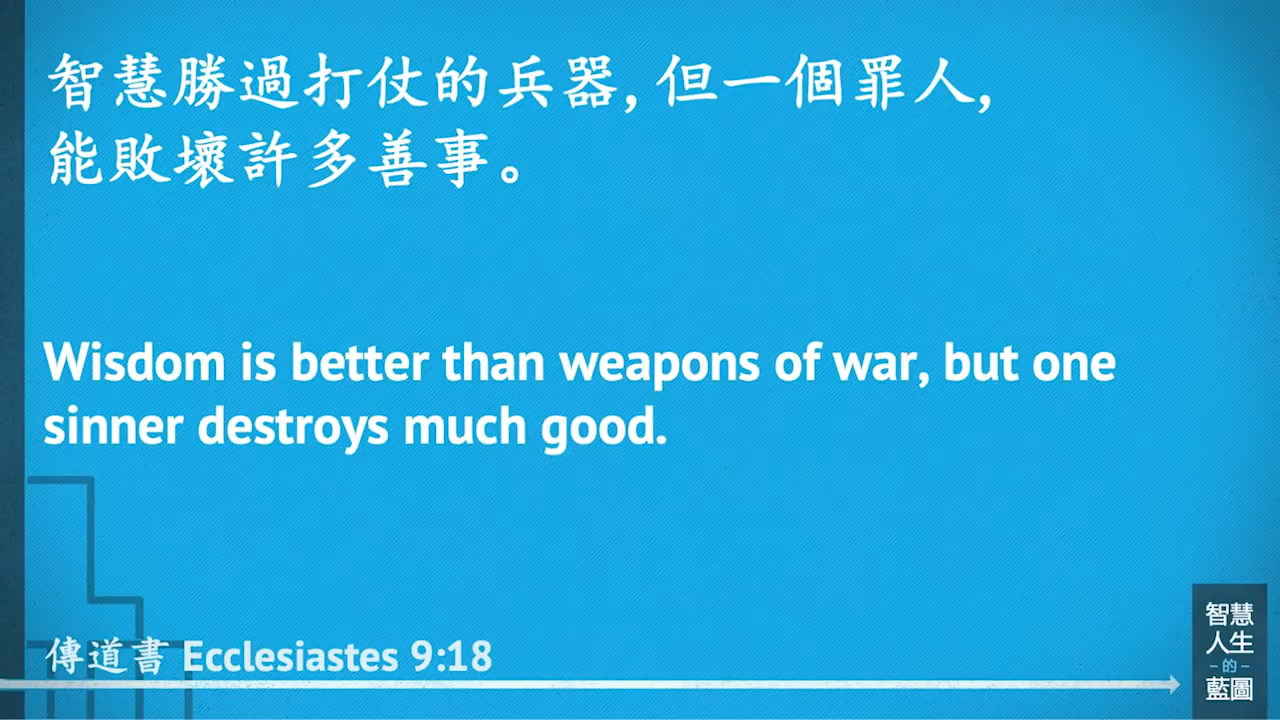 智慧勝過打仗的兵器, 但一個罪人,
能敗壞許多善事。
Wisdom is better than weapons of war, but one
sinner destroys much good.
傳道書 Ecclesiastes 9:18
智慧
人生
–的–
藍圖